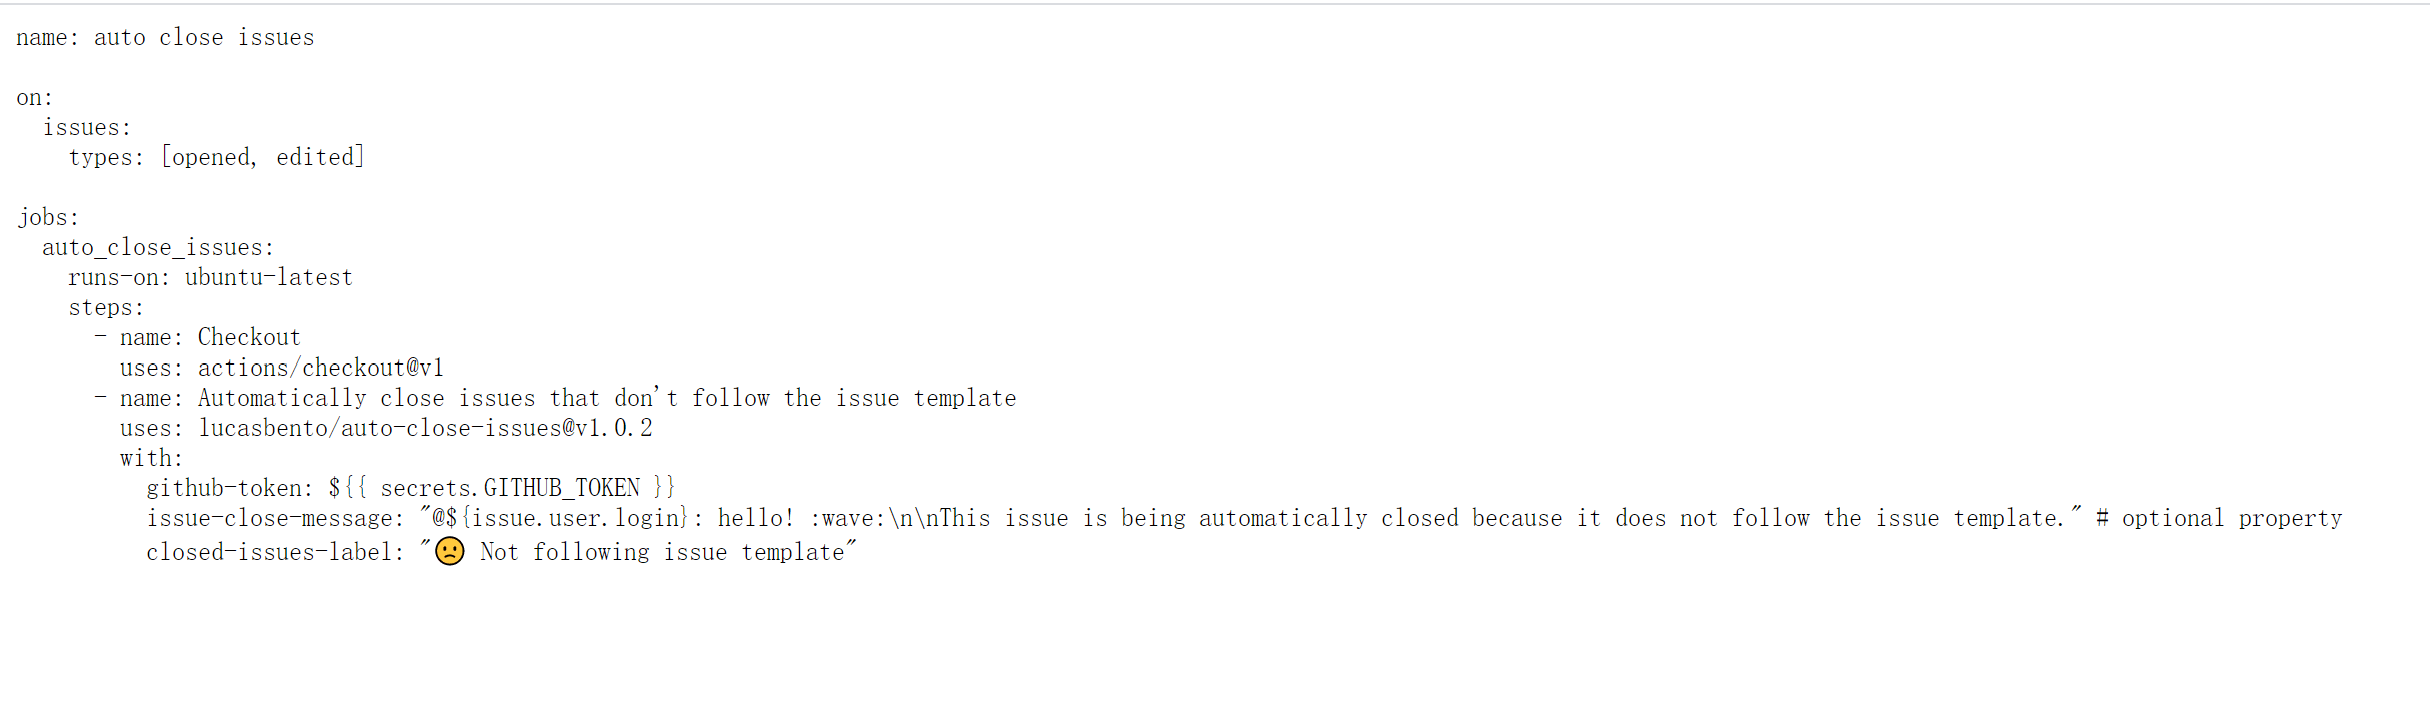 name: auto close issues

on:
  issues:
    types: [opened, edited]

jobs:
  auto_close_issues:
    runs-on: ubuntu-latest
    steps:
      - name: Checkout
        uses: actions/checkout@v1
      - name: Automatically close issues that don't follow the issue template
        uses: lucasbento/auto-close-issues@v1.0.2
        with:
          github-token: ${{ secrets.GITHUB_TOKEN }}
          issue-close-message: "@${issue.user.login}: hello! :wave:\n\nThis issue is being automatically closed because it does not follow the issue template." # optional property
          closed-issues-label: "🙁 Not following issue template"